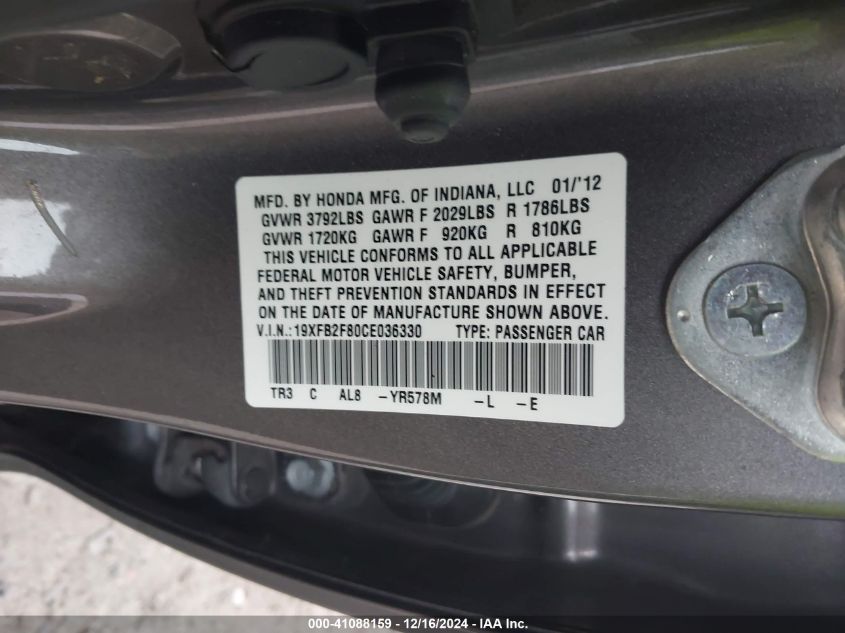 MFD. BY HONDA MFG. OF INDIANA, LLC 01/'12
GVWR 3792LBS GAWR F 2029LBS R 1786LBS
GVWR 1720KG GAWR F 920KG R 810KG
THIS VEHICLE CONFORMS TO ALL APPLICABLE
FEDERAL MOTOR VEHICLE SAFETY, BUMPER,
AND THEFT PREVENTION STANDARDS IN EFFECT
ON THE DATE OF MANUFACTURE SHOWN ABOVE.
V.I.N.:19XFB2F80CE036330 TYPE: PASSENGER CAR
TR3 C AL8 -YR578M -L -E
000-41088159 - 12/16/2024 - IAA Inc.